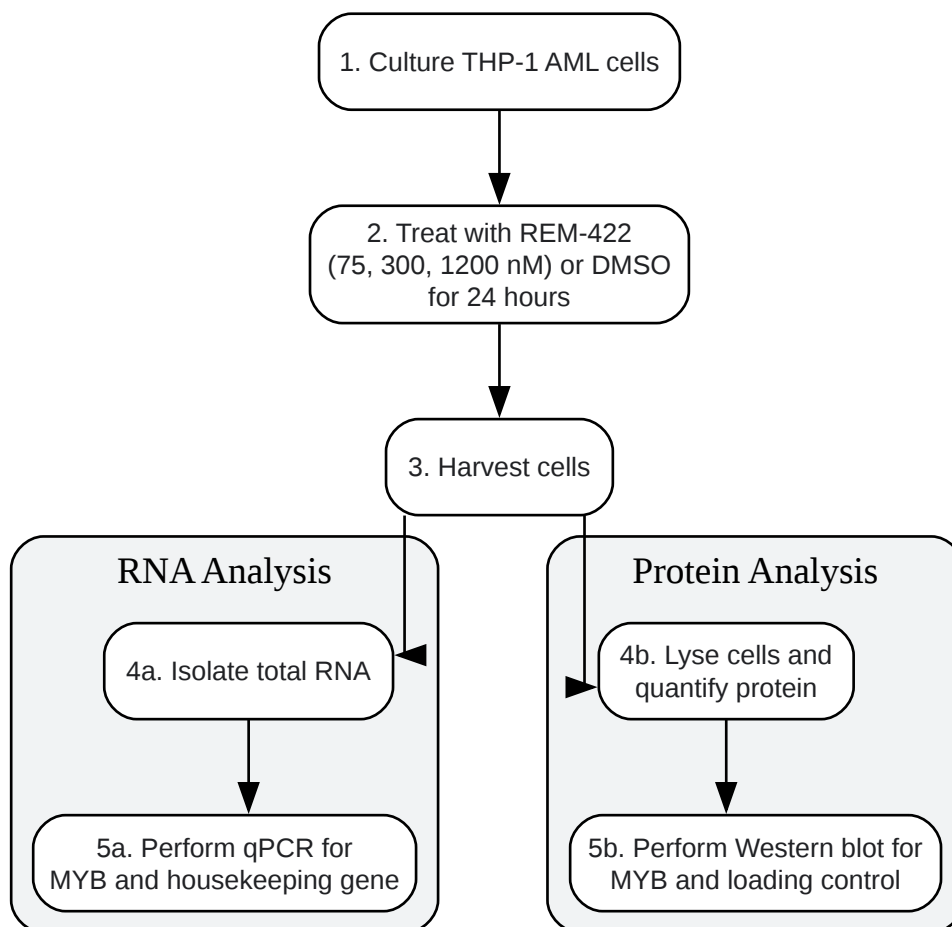 1. Culture THP-1 AML cells
2. Treat with REM-422
(75, 300, 1200 nM) or DMSO
for 24 hours
3. Harvest cells
RNA Analysis
4a. Isolate total RNA
5a. Perform qPCR for
MYB and housekeeping gene
Protein Analysis
4b. Lyse cells and
quantify protein
5b. Perform Western blot for
MYB and loading control